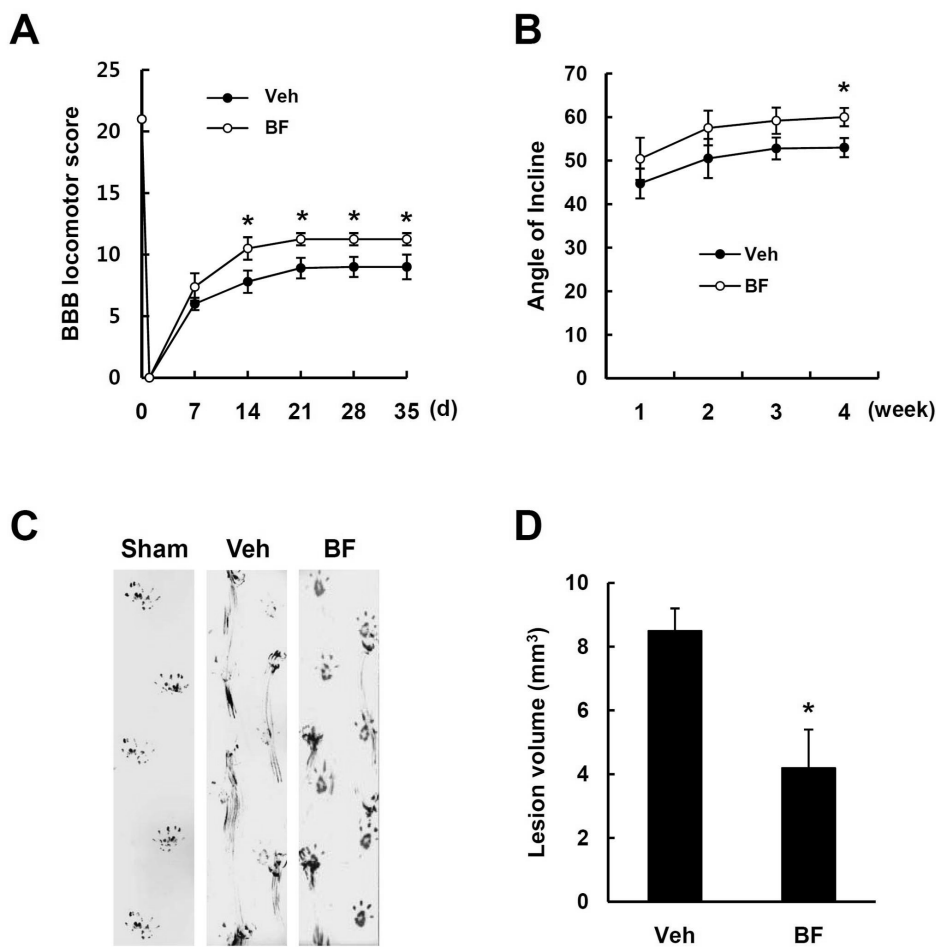 A
BBB locomotor score
25
20
15
10
5
0
Veh
BF
* * * *
0 7 14 21 28 35 (d)
B
Angle of Incline
70
60
50
40
30
20
10
0
*
Veh
BF
1 2 3 4 (week)
C
Sham Veh BF
D
Lesion volume (mm³)
10
8
6
4
2
0
*
Veh BF